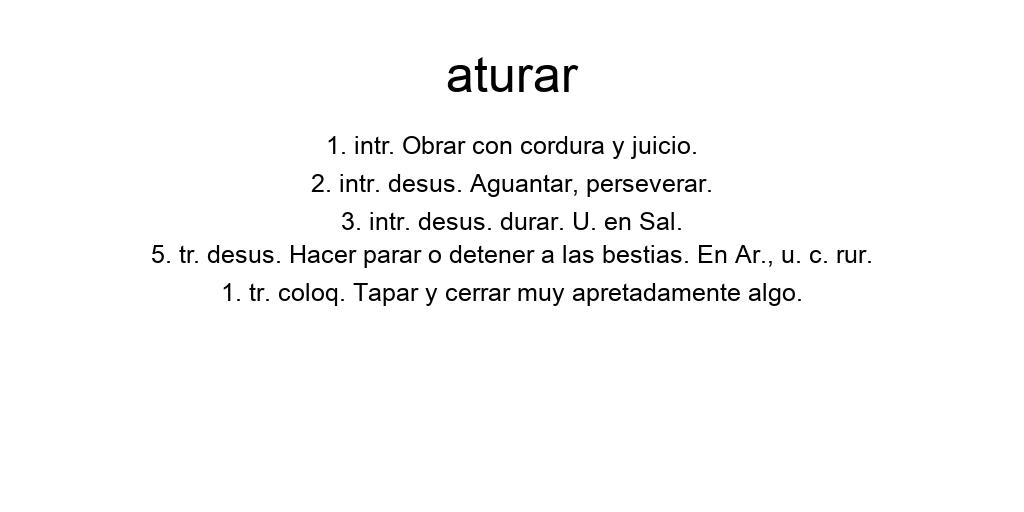 aturar
1. intr. Obrar con cordura y juicio.
2. intr. desus. Aguantar, perseverar.
3. intr. desus. durar. U. en Sal.
5. tr. desus. Hacer parar o detener a las bestias. En Ar., u. c. rur.
1. tr. coloq. Tapar y cerrar muy apretadamente algo.